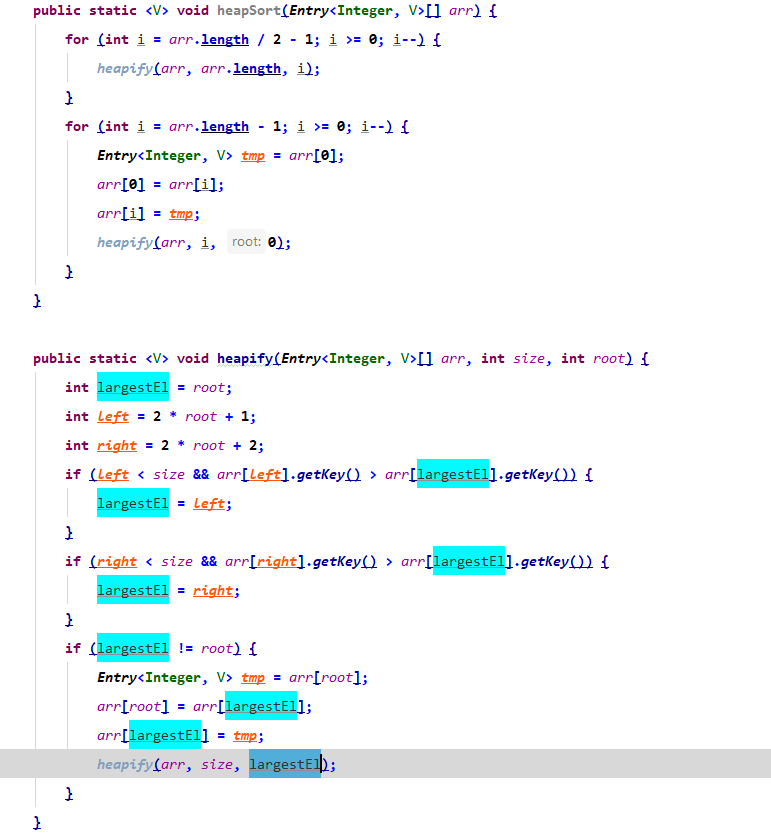 public static <V> void heapSort(Entry<Integer, V>[] arr) {
for (int i = arr.length / 2 - 1; i >= 0; i--) {
heapify(arr, arr.length, i);
}
for (int i = arr.length - 1; i >= 0; i--) {
Entry<Integer, V> tmp = arr[0];
arr[0] = arr[i];
arr[i] = tmp;
heapify(arr, i, root: 0);
}
}
public static <V> void heapify(Entry<Integer, V>[] arr, int size, int root) {
int largestEl = root;
int left = 2 * root + 1;
int right = 2 * root + 2;
if (left < size && arr[left].getKey() > arr[largestEl].getKey()) {
largestEl = left;
}
if (right < size && arr[right].getKey() > arr[largestEl].getKey()) {
largestEl = right;
}
if (largestEl != root) {
Entry<Integer, V> tmp = arr[root];
arr[root] = arr[largestEl];
arr[largestEl] = tmp;
heapify(arr, size, largestEl);
}
}